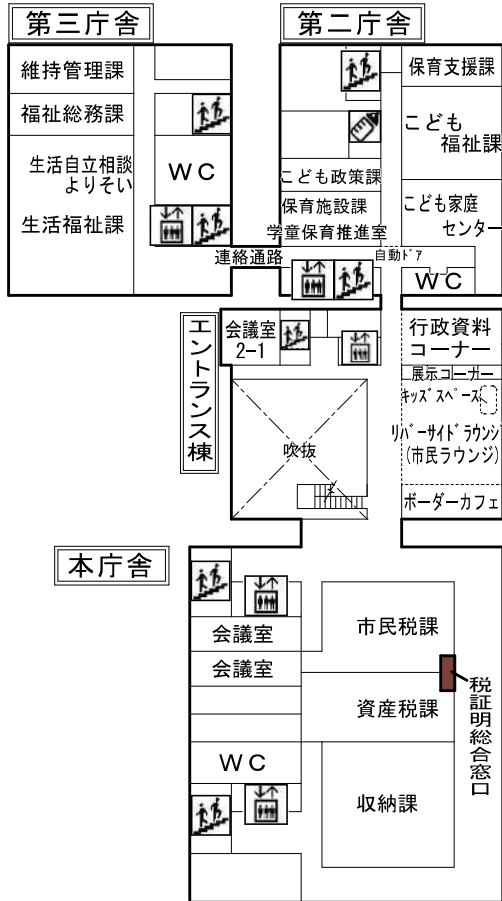 第三庁舎
維持管理課
福祉総務課
生活自立相談
よりそい
生活福祉課
WC
連絡通路
第二庁舎
保育支援課
こども
福祉課
こども政策課
保育施設課
学童保育推進室
こども家庭
センター
自動ドア
WC
エントランス棟
会議室
2-1
吹抜
行政資料
コーナー
展示コーナー
キッズスペース
リバーサイドラウンジ
(市民ラウンジ)
ボーダーカフェ
本庁舎
会議室
会議室
WC
市民税課
資産税課
収納課
税証明総合窓口